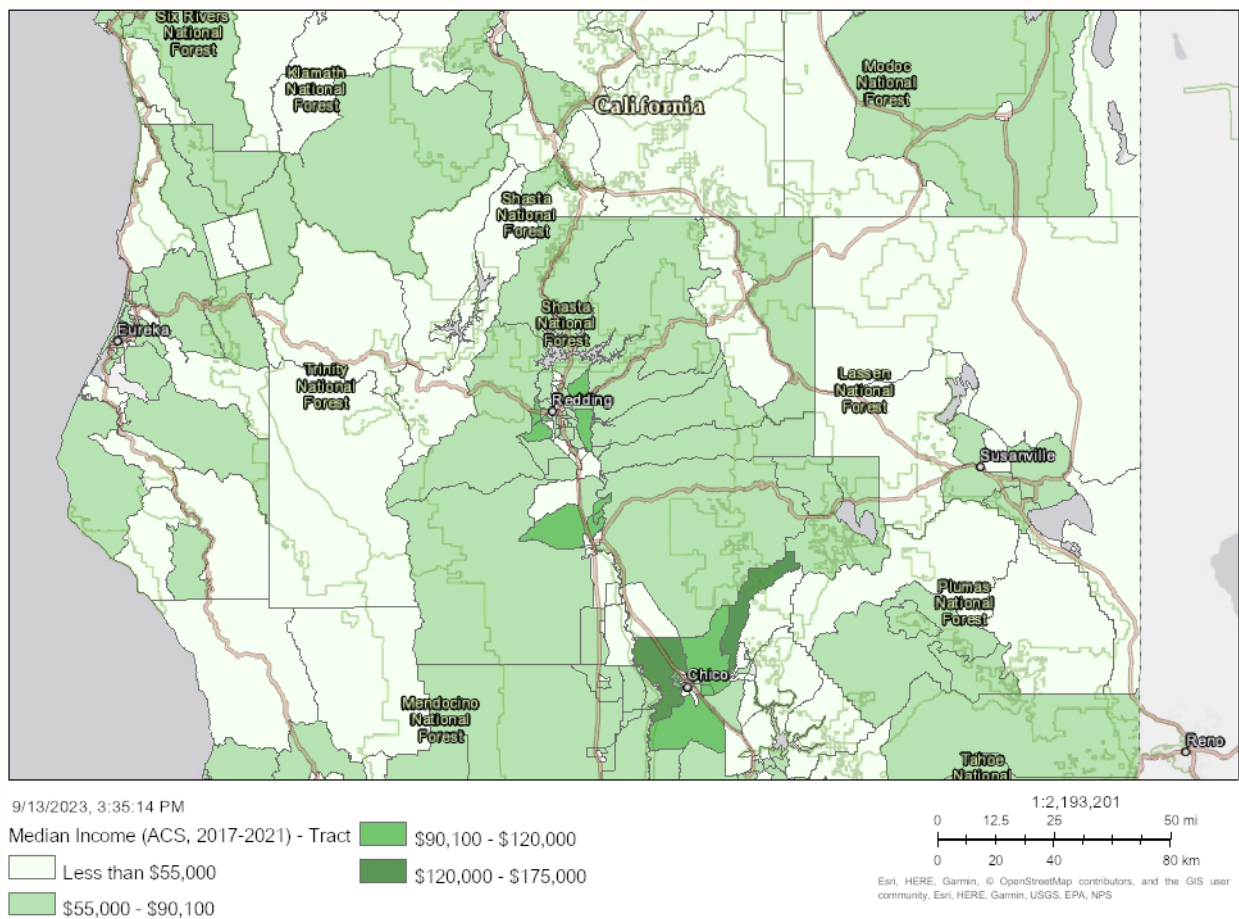 Six Rivers
National
Forest
Klamath
National
Forest
California
Modoc
National
Forest
Shasta
National
Forest
Shasta
National
Forest
Eureka
Trinity
National
Forest
Redding
Lassen
National
Forest
Susanville
Plumas
National
Forest
Chico
Mendocino
National
Forest
Reno
Tahoe
National
9/13/2023, 3:35:14 PM
Median Income (ACS, 2017-2021) - Tract
Less than $55,000
$55,000 - $90,100
$90,100 - $120,000
$120,000 - $175,000
1:2,193,201
0 12.5 25 50 mi
0 20 40 80 km
Esri, HERE, Garmin, © OpenStreetMap contributors, and the GIS user
community, Esri, HERE, Garmin, USGS, EPA, NPS